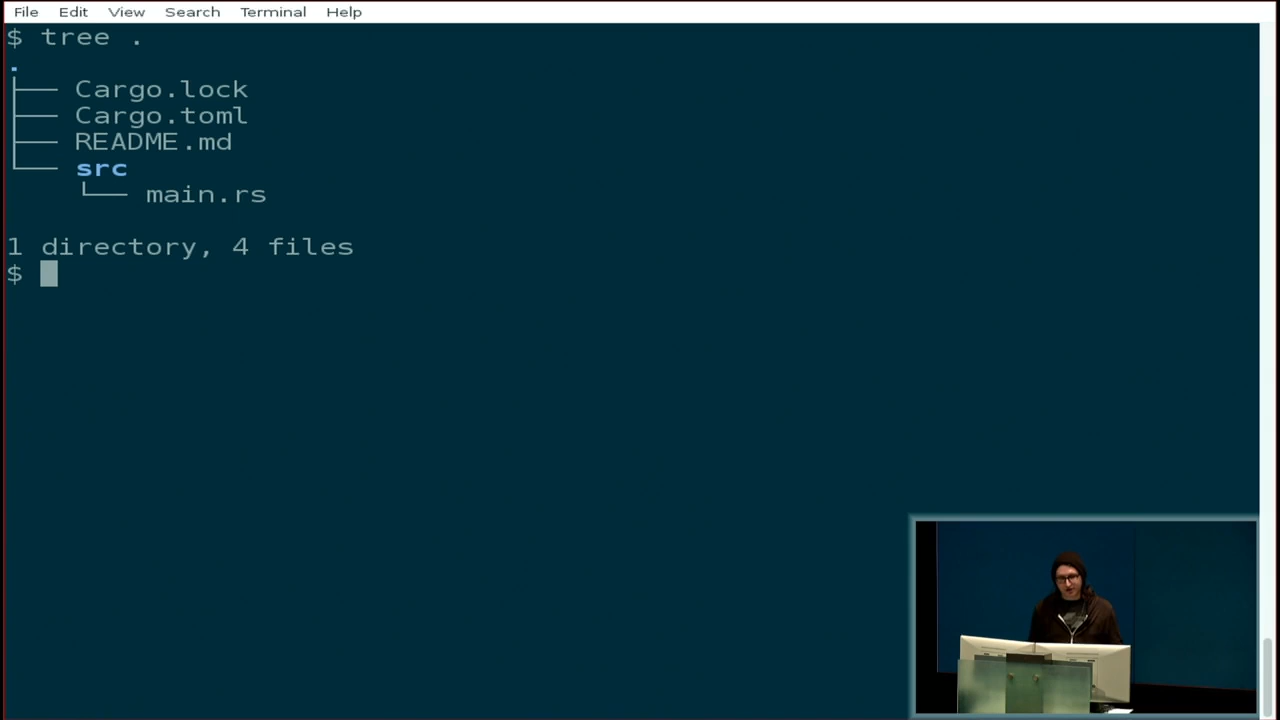 File Edit View Search Terminal Help
$ tree .
.
├── Cargo.lock
├── Cargo.toml
├── README.md
└── src
    └── main.rs
1 directory, 4 files
$